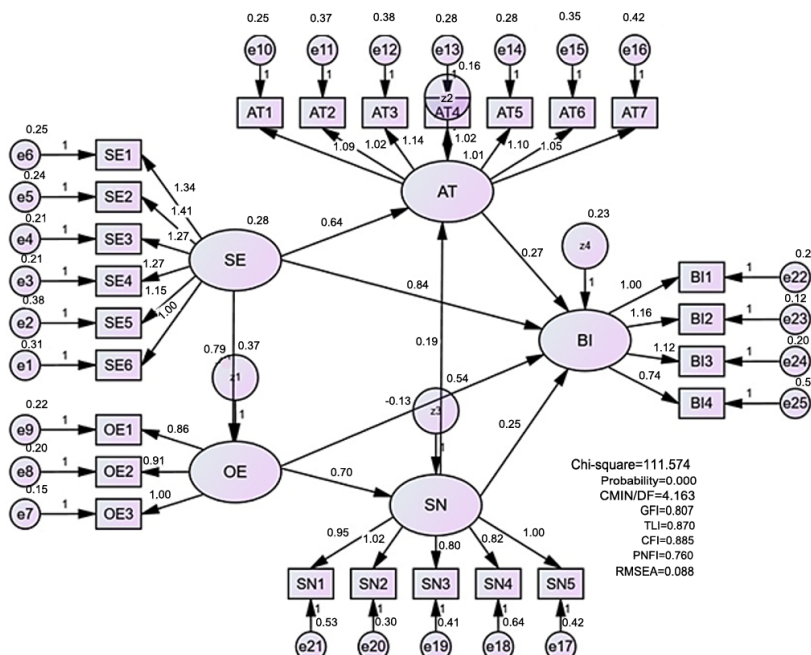 0.25 0.37 0.38 0.28 0.28 0.35 0.42
e10 e11 e12 e13 e14 e15 e16
1 1 1 1 0.16 1 1 1
z2
AT1 AT2 AT3 AT4 AT5 AT6 AT7
1.09 1.02 1.14 1.02 1.01 1.10 1.05
AT
0.25
e6 1 SE1
0.24
e5 1 SE2
0.21
e4 1 SE3
0.21
e3 1 SE4
0.38
e2 1 SE5
0.31
e1 1 SE6
1.34
1.41
1.27
1.27
1.15
1.00
0.28
SE
0.64
0.84
0.27
0.19
0.23
z4
1
BI
1.00 BI1 1 0.2 e22
1.16 BI2 1 0.12 e23
1.12 BI3 1 0.20 e24
0.74 BI4 1 0.5 e25
0.79 0.37
z1
1
-0.13 0.54
z3
1
0.25
0.22
e9 1 OE1 0.86
0.20
e8 1 OE2 0.91
0.15
e7 1 OE3 1.00
OE
0.70
SN
0.95 1.02 0.80 0.82 1.00
SN1 SN2 SN3 SN4 SN5
1 1 1 1 1
0.53 0.30 0.41 0.64 0.42
e21 e20 e19 e18 e17
Chi-square=111.574
Probability=0.000
CMIN/DF=4.163
GFI=0.807
TLI=0.870
CFI=0.885
PNFI=0.760
RMSEA=0.088